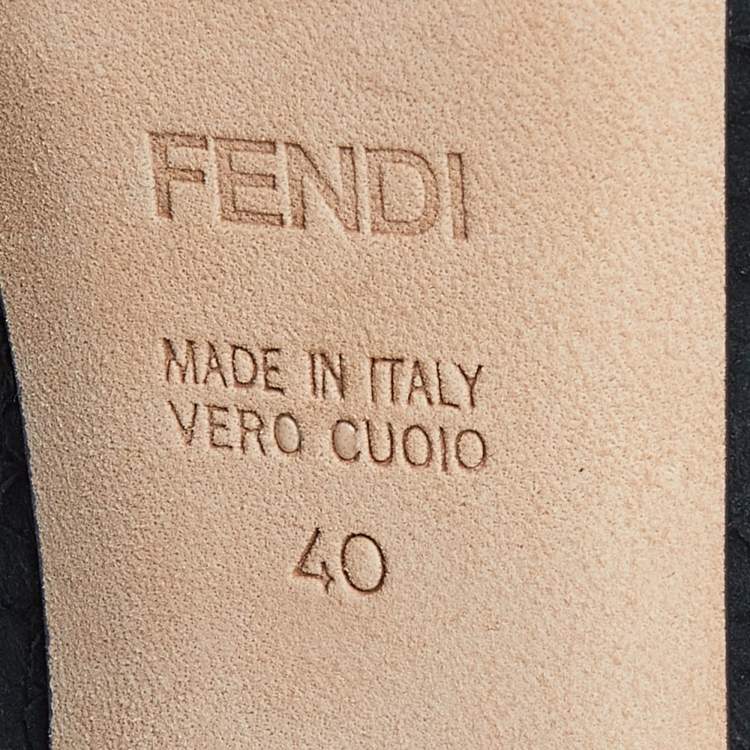 FENDI
MADE IN ITALY
VERO CUOIO
40